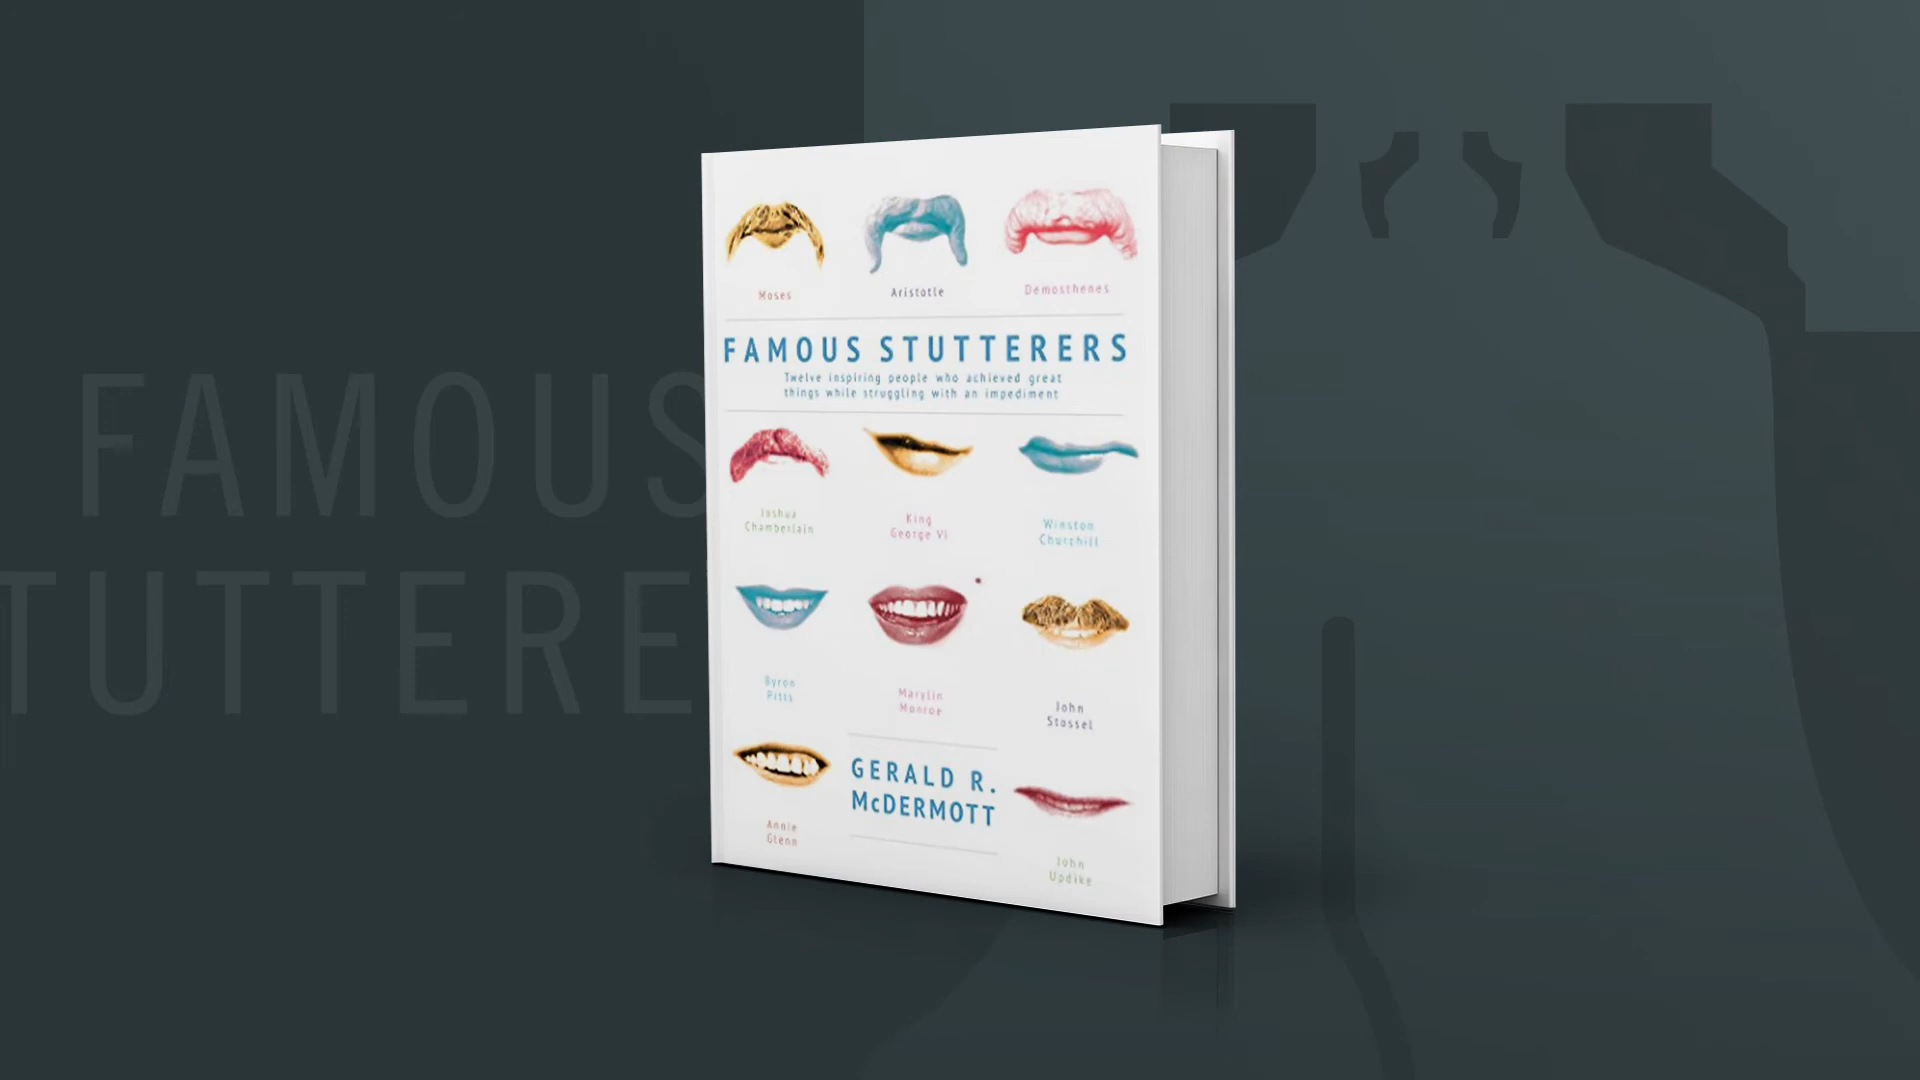 Moses
Aristotle
Demosthenes
FAMOUS STUTTERERS
Twelve inspiring people who achieved great
things while struggling with an impediment
Joshua
Chamberlain
King
George VI
Winston
Churchill
Byron
Pitts
Marylin
Monroe
John
Stossel
Annie
Glenn
GERALD R.
McDERMOTT
John
Updike
FAMOUS
TUTTERE